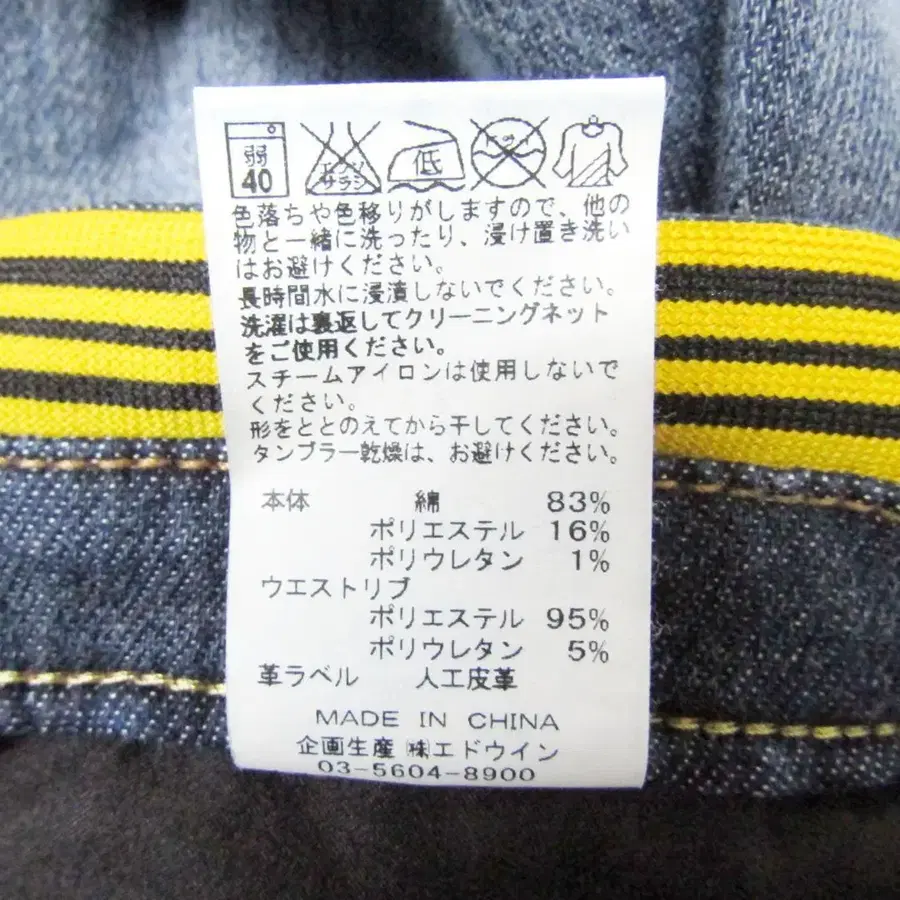 弱 40 エンソサラシ 低 ドライ
色落ちや色移りがしますので、他の
物と一緒に洗ったり、浸け置き洗い
はお避けください。
長時間水に浸漬しないでください。
洗濯は裏返してクリーニングネット
をご使用ください。
スチームアイロンは使用しないで
ください。
形をととのえてから干してください。
タンブラー乾燥は、お避けください。
本体 綿 83%
ポリエステル 16%
ポリウレタン 1%
ウエストリブ
ポリエステル 95%
ポリウレタン 5%
革ラベル 人工皮革
MADE IN CHINA
企画生産 ㈱エドウイン
03-5604-8900